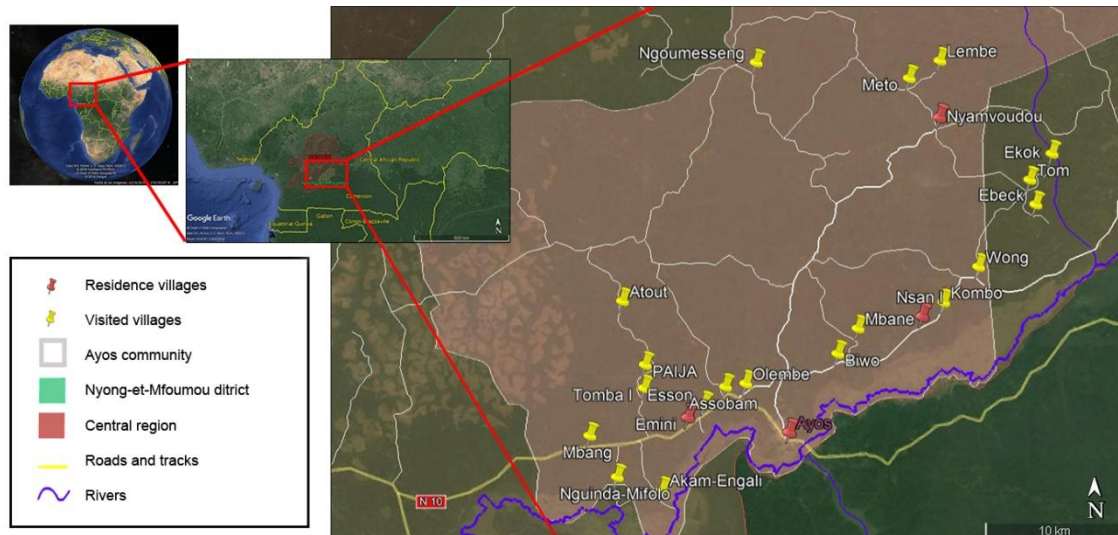 Nigeria
Central African Republic
Cameroon
Equatorial Guinea
Gabon
Congo-Brazzaville
Google Earth
N
Residence villages
Visited villages
Ayos community
Nyong-et-Mfoumou ditrict
Central region
Roads and tracks
Rivers
Ngoumesseng
Lembe
Meto
Nyamvoudou
Ekok
Tom
Ebeck
Wong
Nsan I
Kombo
Atout
Mbane
Biwo
PAIJA
Olembe
Tomba I
Esson
Assobam
Emini
Ayos
Mbang
Nguinda-Mifolo
Akam-Engali
N 10
N
10 km